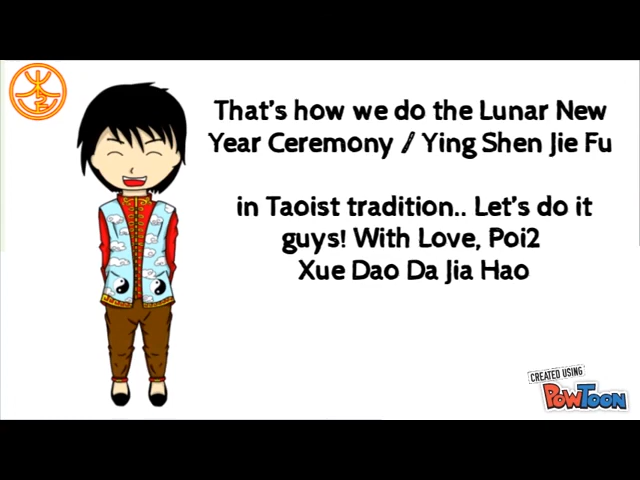 That's how we do the Lunar New
Year Ceremony / Ying Shen Jie Fu
in Taoist tradition.. Let's do it
guys! With Love, Poi2
Xue Dao Da Jia Hao
CREATED USING
POWTOON